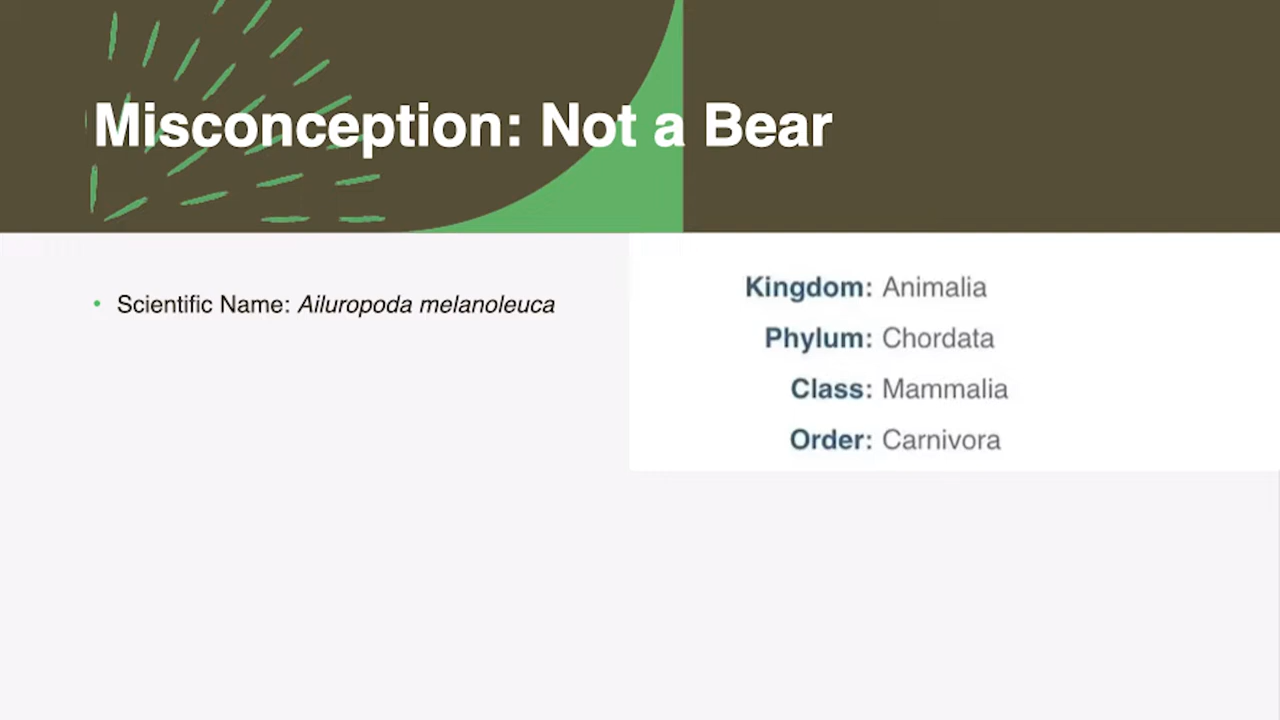 Misconception: Not a Bear
• Scientific Name: Ailuropoda melanoleuca
Kingdom: Animalia
Phylum: Chordata
Class: Mammalia
Order: Carnivora